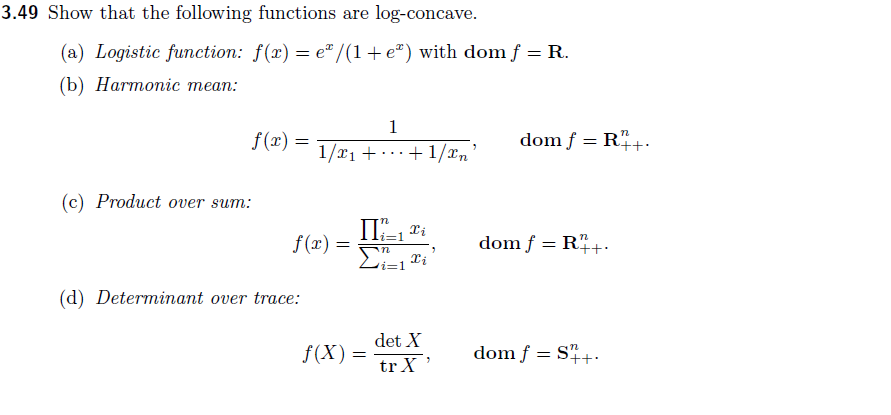 3.49 Show that the following functions are log-concave.
(a) Logistic function: f(x) = e^x/(1 + e^x) with dom f = R.
(b) Harmonic mean:
f(x) = 1/(1/x_1 + ··· + 1/x_n), dom f = R^n_{++}.
(c) Product over sum:
f(x) = ∏^n_{i=1} x_i / ∑^n_{i=1} x_i, dom f = R^n_{++}.
(d) Determinant over trace:
f(X) = det X / tr X, dom f = S^n_{++}.